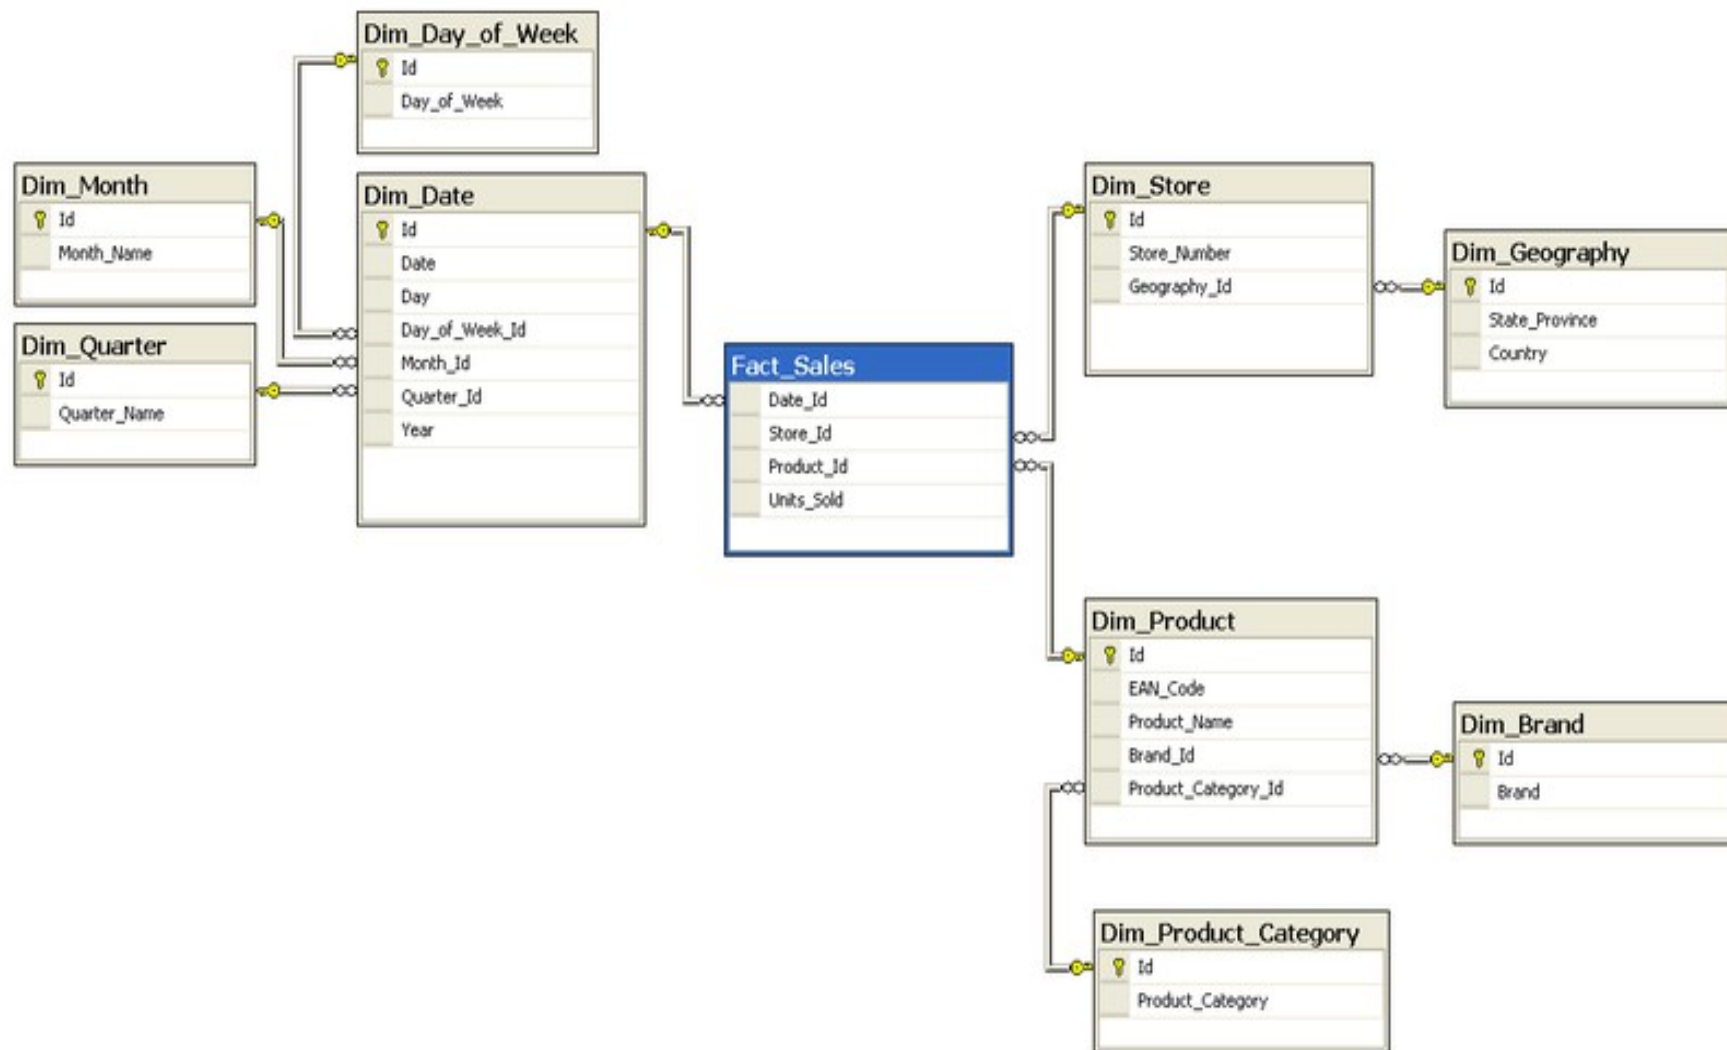 Dim_Day_of_Week
Id
Day_of_Week
Dim_Month
Id
Month_Name
Dim_Quarter
Id
Quarter_Name
Dim_Date
Id
Date
Day
Day_of_Week_Id
Month_Id
Quarter_Id
Year
Fact_Sales
Date_Id
Store_Id
Product_Id
Units_Sold
Dim_Store
Id
Store_Number
Geography_Id
Dim_Geography
Id
State_Province
Country
Dim_Product
Id
EAN_Code
Product_Name
Brand_Id
Product_Category_Id
Dim_Brand
Id
Brand
Dim_Product_Category
Id
Product_Category